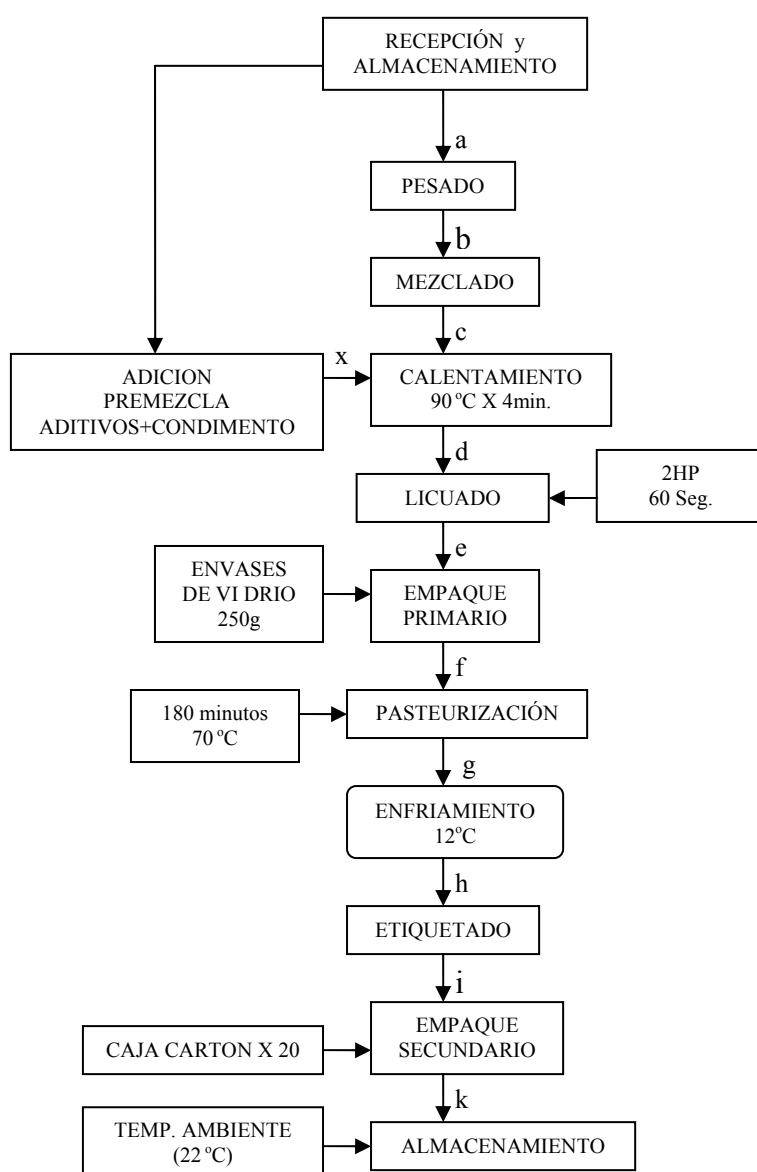 RECEPCIÓN y
ALMACENAMIENTO
a
PESADO
b
MEZCLADO
c
ADICION
PREMEZCLA
ADITIVOS+CONDIMENTO
x
CALENTAMIENTO
90 ºC X 4min.
d
LICUADO
2HP
60 Seg.
e
ENVASES
DE VI DRIO
250g
EMPAQUE
PRIMARIO
f
180 minutos
70 ºC
PASTEURIZACIÓN
g
ENFRIAMIENTO
12ºC
h
ETIQUETADO
i
CAJA CARTON X 20
EMPAQUE
SECUNDARIO
k
TEMP. AMBIENTE
(22 ºC)
ALMACENAMIENTO